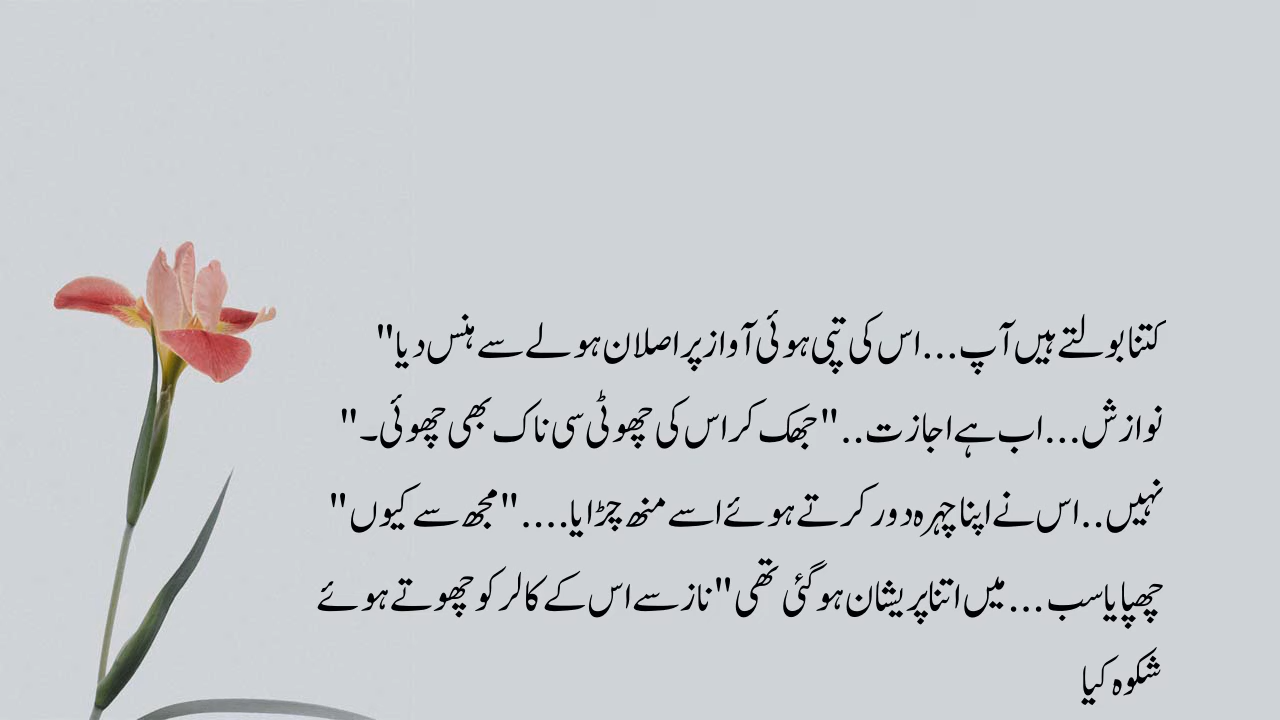 کتنا بولتے ہیں آپ...اس کی تپی ہوئی آواز پر اصلان ہولے سے ہنس دیا"
نوازش...اب ہے اجازت.."جھک کر اس کی چھوٹی سی ناک بھی چھوئی۔"
نہیں..اس نے اپنا چہرہ دور کرتے ہوئے اسے منھ چڑایا...."مجھ سے کیوں"
چھپایا سب...میں اتنا پریشان ہو گئی تھی"ناز سے اس کے کالر کو چھوتے ہوئے
شکوہ کیا